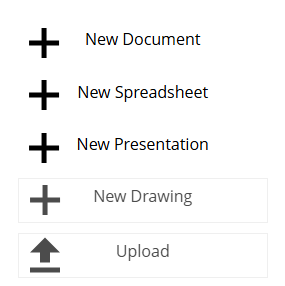 New Document
New Spreadsheet
New Presentation
New Drawing
Upload